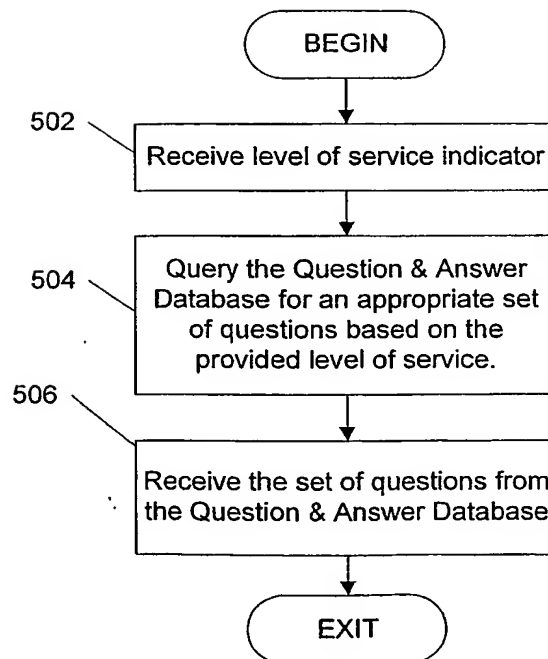 BEGIN
502
Receive level of service indicator
504
Query the Question & Answer
Database for an appropriate set
of questions based on the
provided level of service.
506
Receive the set of questions from
the Question & Answer Database
EXIT